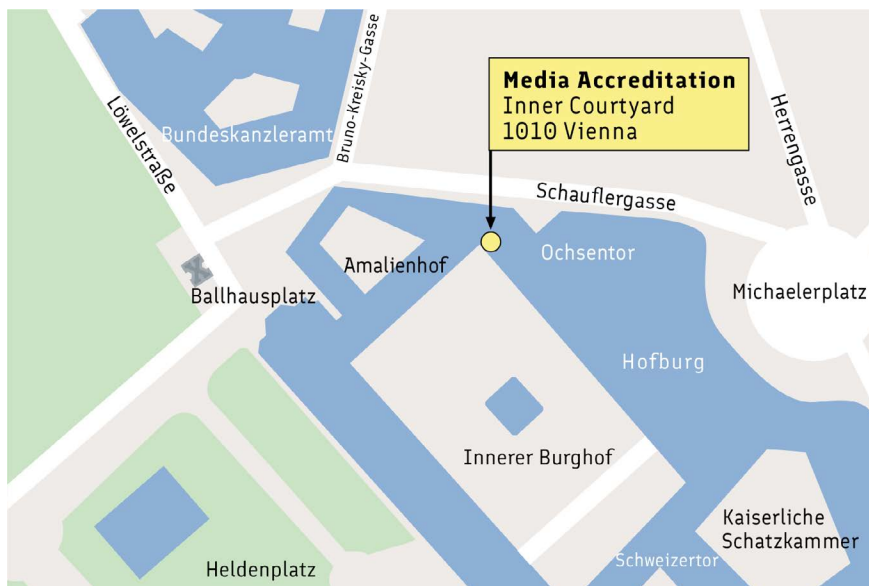 Media Accreditation
Inner Courtyard
1010 Vienna
Bruno-Kreisky-Gasse
Herrengasse
Löwelstraße
Bundeskanzleramt
Schauflergasse
Ochsentor
Amalienhof
Ballhausplatz
Michaelerplatz
Hofburg
Innerer Burghof
Kaiserliche
Schatzkammer
Schweizertor
Heldenplatz